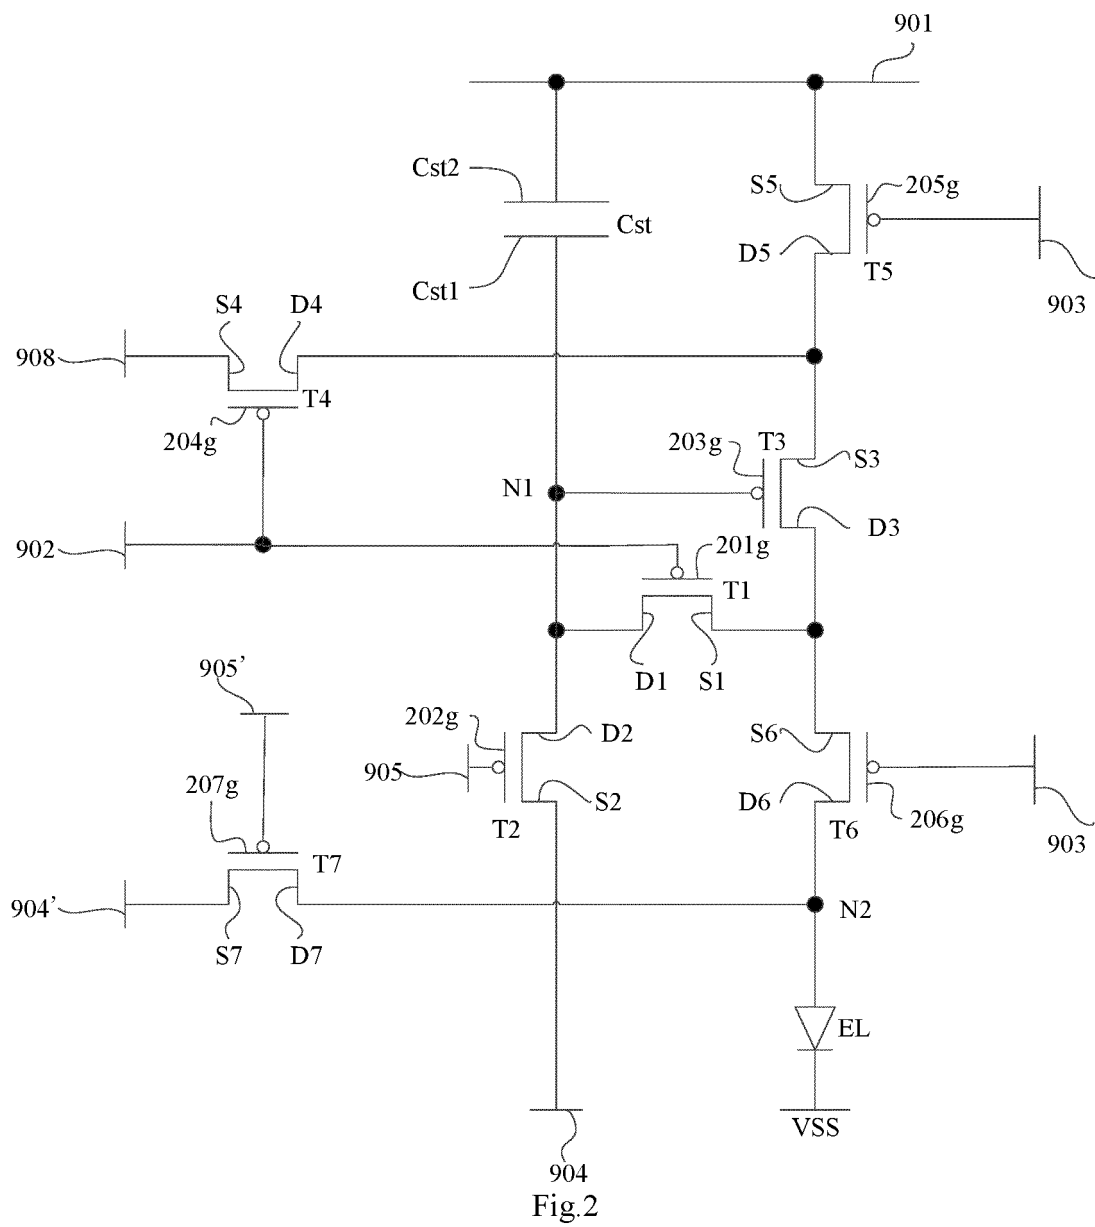 901
Cst2
S5
205g
Cst
D5
T5
Cst1
903
S4
D4
908
T4
204g
203g
T3
S3
N1
D3
902
201g
T1
D1
S1
905’
202g
D2
S6
905
207g
S2
D6
T2
T6
206g
903
T7
904’
N2
S7
D7
EL
VSS
904
Fig.2